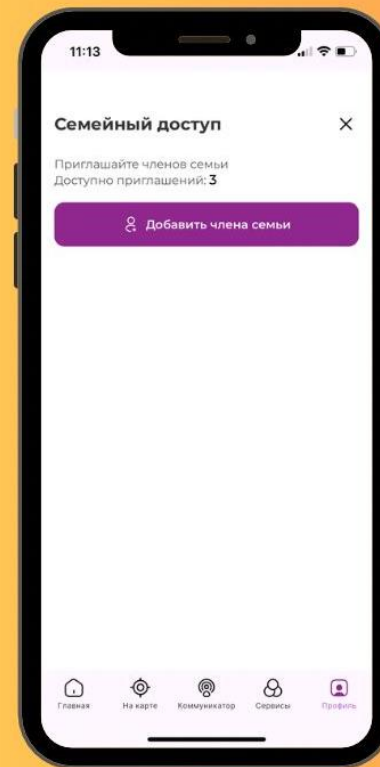 11:13
Семейный доступ
Приглашайте членов семьи
Доступно приглашений: 3
Добавить члена семьи
Главная
На карте
Коммуникатор
Сервисы
Профиль